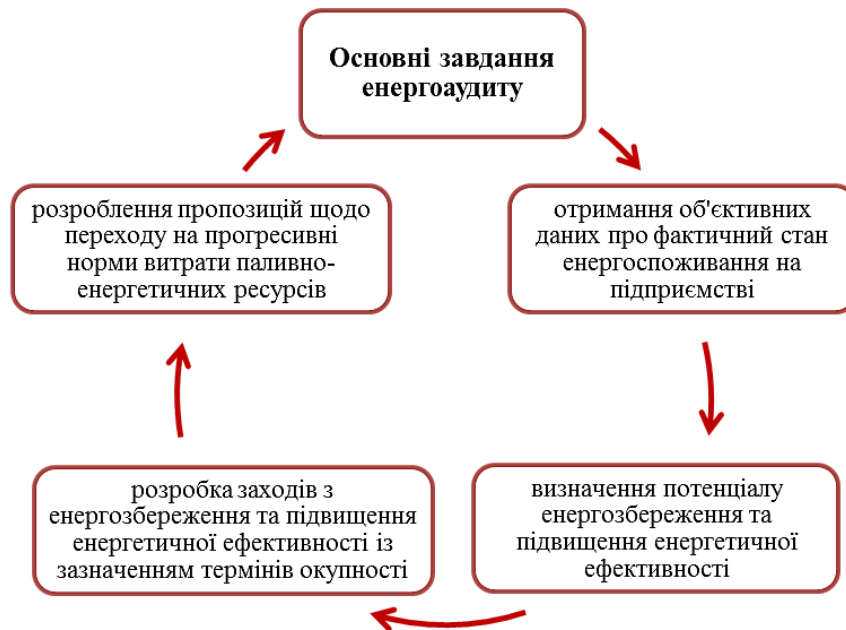 Основні завдання
енергоаудиту
отримання об'єктивних
даних про фактичний стан
енергоспоживання на
підприємстві
визначення потенціалу
енергозбереження та
підвищення енергетичної
ефективності
розробка заходів з
енергозбереження та підвищення
енергетичної ефективності із
зазначенням термінів окупності
розроблення пропозицій щодо
переходу на прогресивні
норми витрати паливно-
енергетичних ресурсів